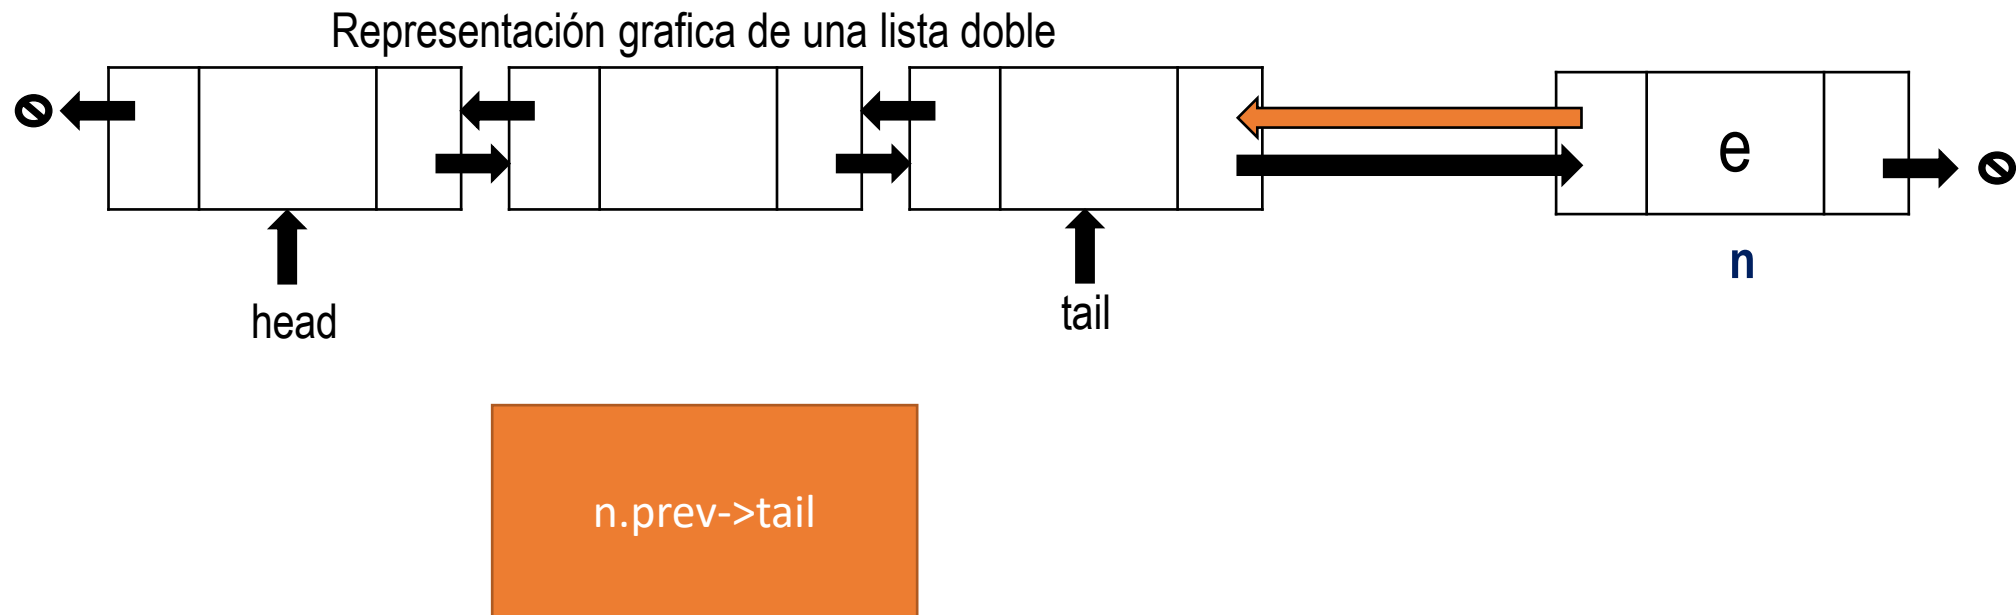 Representación grafica de una lista doble
e
n
head
tail
n.prev->tail